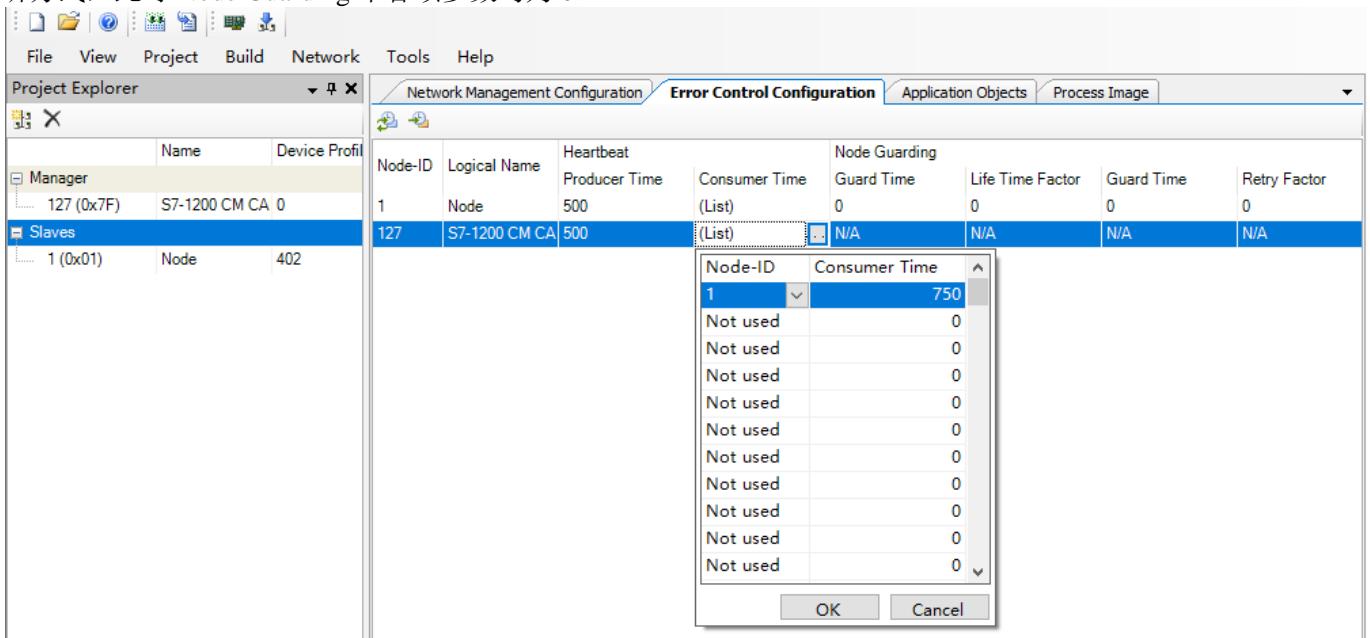 Node Guarding
File View Project Build Network Tools Help
Project Explorer
Network Management Configuration Error Control Configuration Application Objects Process Image
Name Device Profil
Node-ID Logical Name Heartbeat Node Guarding
Producer Time Consumer Time Guard Time Life Time Factor Guard Time Retry Factor
Manager
127 (0x7F) S7-1200 CM CA 0
1 Node 500 (List) 0 0 0 0
Slaves
127 S7-1200 CM CA 500 (List) .. N/A N/A N/A N/A
1 (0x01) Node 402
Node-ID Consumer Time
1 750
Not used 0
Not used 0
Not used 0
Not used 0
Not used 0
Not used 0
Not used 0
Not used 0
Not used 0
Not used 0
OK Cancel